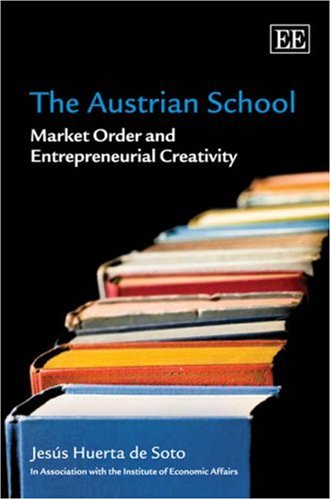 EE
The Austrian School
Market Order and
Entrepreneurial Creativity
Jesús Huerta de Soto
In Association with the Institute of Economic Affairs